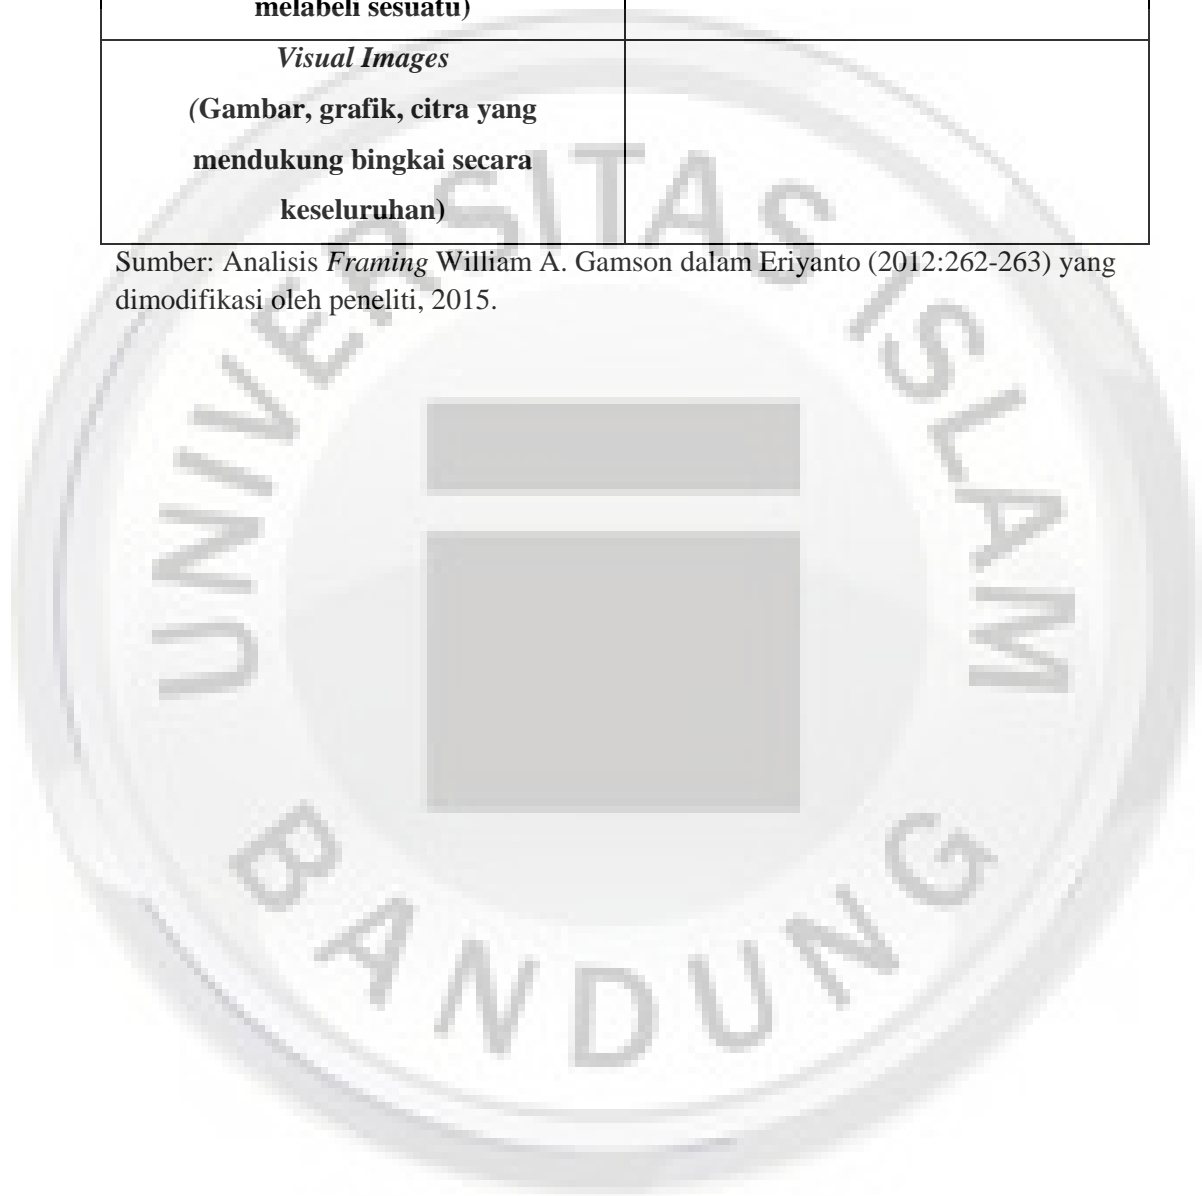 melabeli sesuatu)
Visual Images
(Gambar, grafik, citra yang
mendukung bingkai secara
keseluruhan)
Sumber: Analisis Framing William A. Gamson dalam Eriyanto (2012:262-263) yang
dimodifikasi oleh peneliti, 2015.
UNIVERSITAS ISLAM
BANDUNG